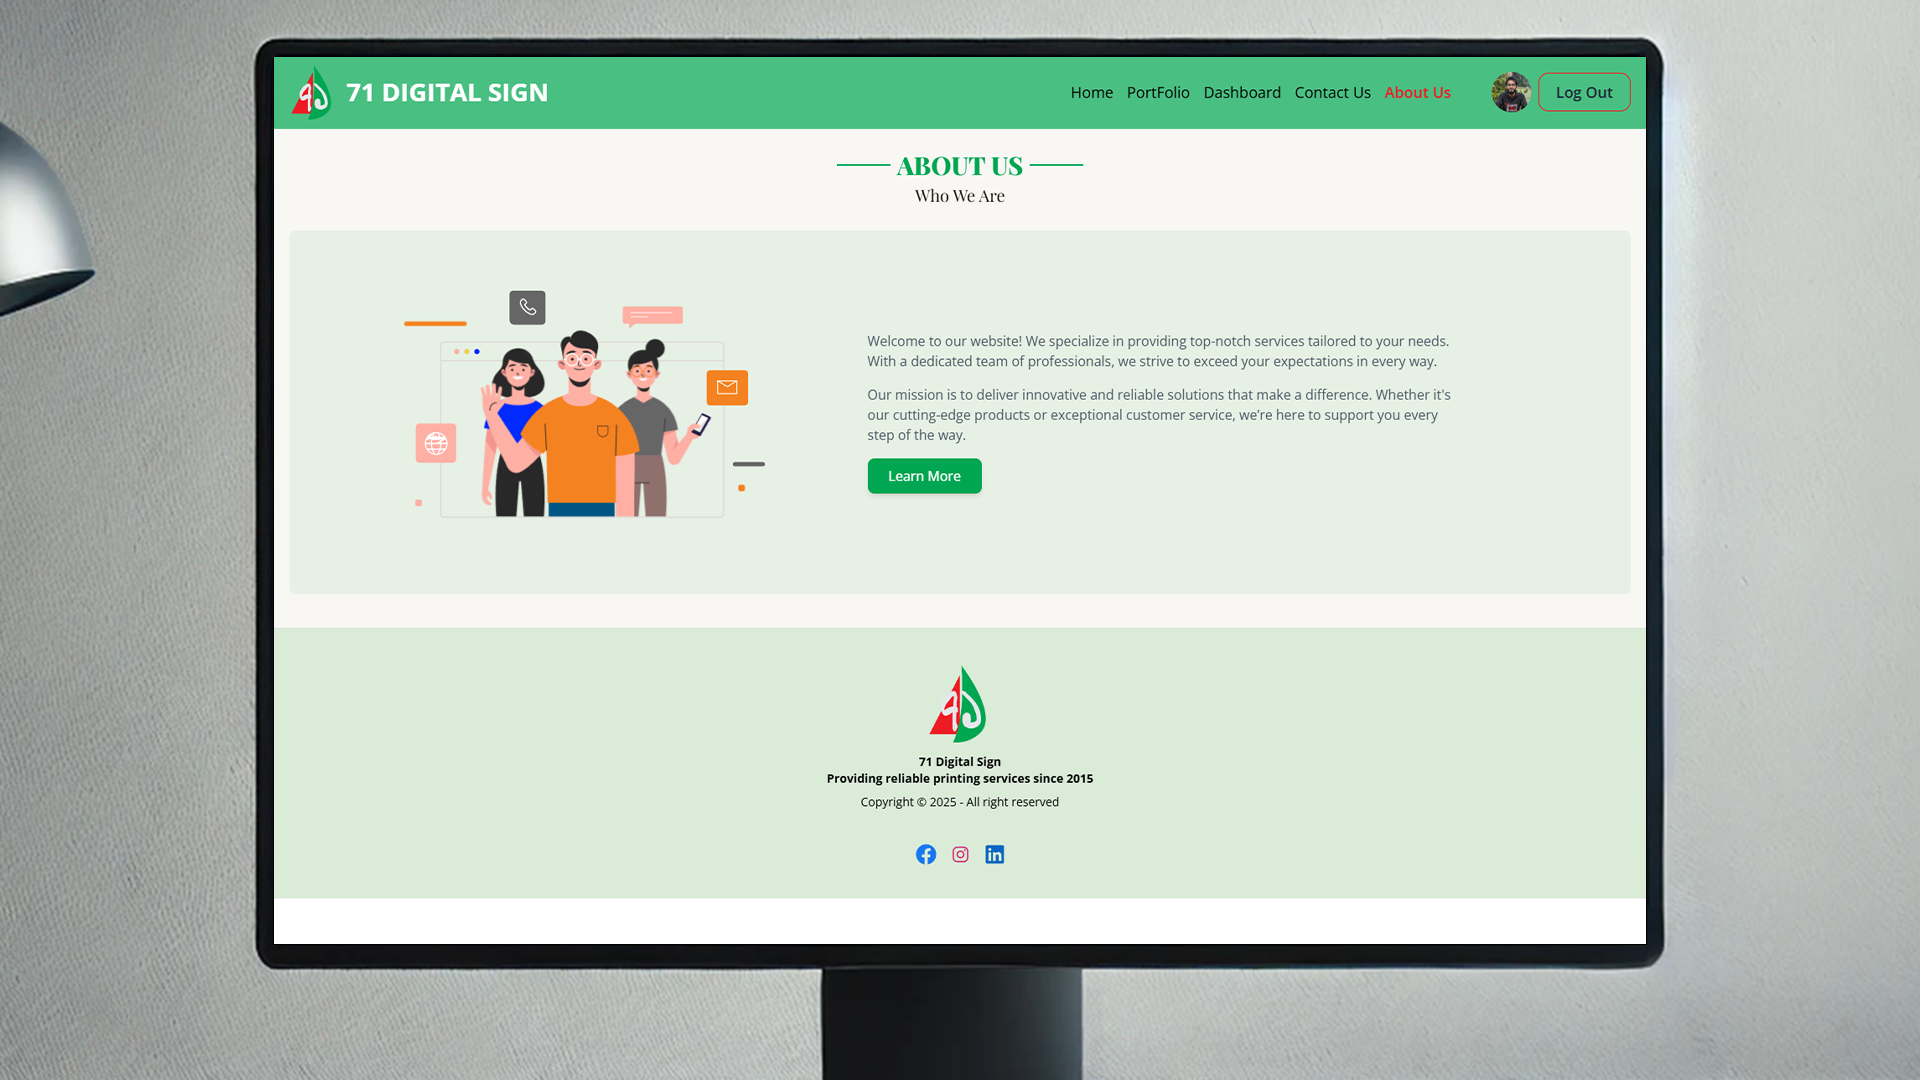 71 DIGITAL SIGN
Home PortFolio Dashboard Contact Us About Us Log Out
ABOUT US
Who We Are
Welcome to our website! We specialize in providing top-notch services tailored to your needs.
With a dedicated team of professionals, we strive to exceed your expectations in every way.
Our mission is to deliver innovative and reliable solutions that make a difference. Whether it's
our cutting-edge products or exceptional customer service, we’re here to support you every
step of the way.
Learn More
71 Digital Sign
Providing reliable printing services since 2015
Copyright © 2025 - All right reserved